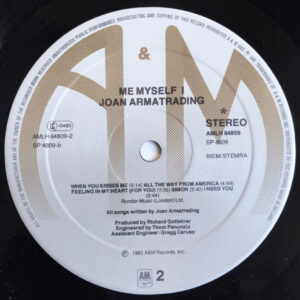 A&M
ME MYSELF I
JOAN ARMATRADING
STEREO
AMLH 64809
SP 4809
BIEM/STEMRA
AMLH 64809-2
SP 4809-b
WHEN YOU KISSES ME (3:14) ALL THE WAY FROM AMERICA (4:49)
FEELING IN MY HEART (FOR YOU) (1:56) SIMON (3:40) I NEED YOU
(2:44)
Rondor Music (London) Ltd.
All songs written by Joan Armatrading
Produced by Richard Gottehrer
Engineered by Thom Panunzio
Assistant Engineer: Gregg Caruso
℗ 1980 A&M Records, Inc.
A&M 2